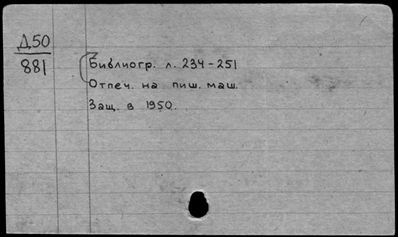 Д50
881
Библиогр. л. 234-251
Отпеч. на пиш. маш.
Защ. в 1950.